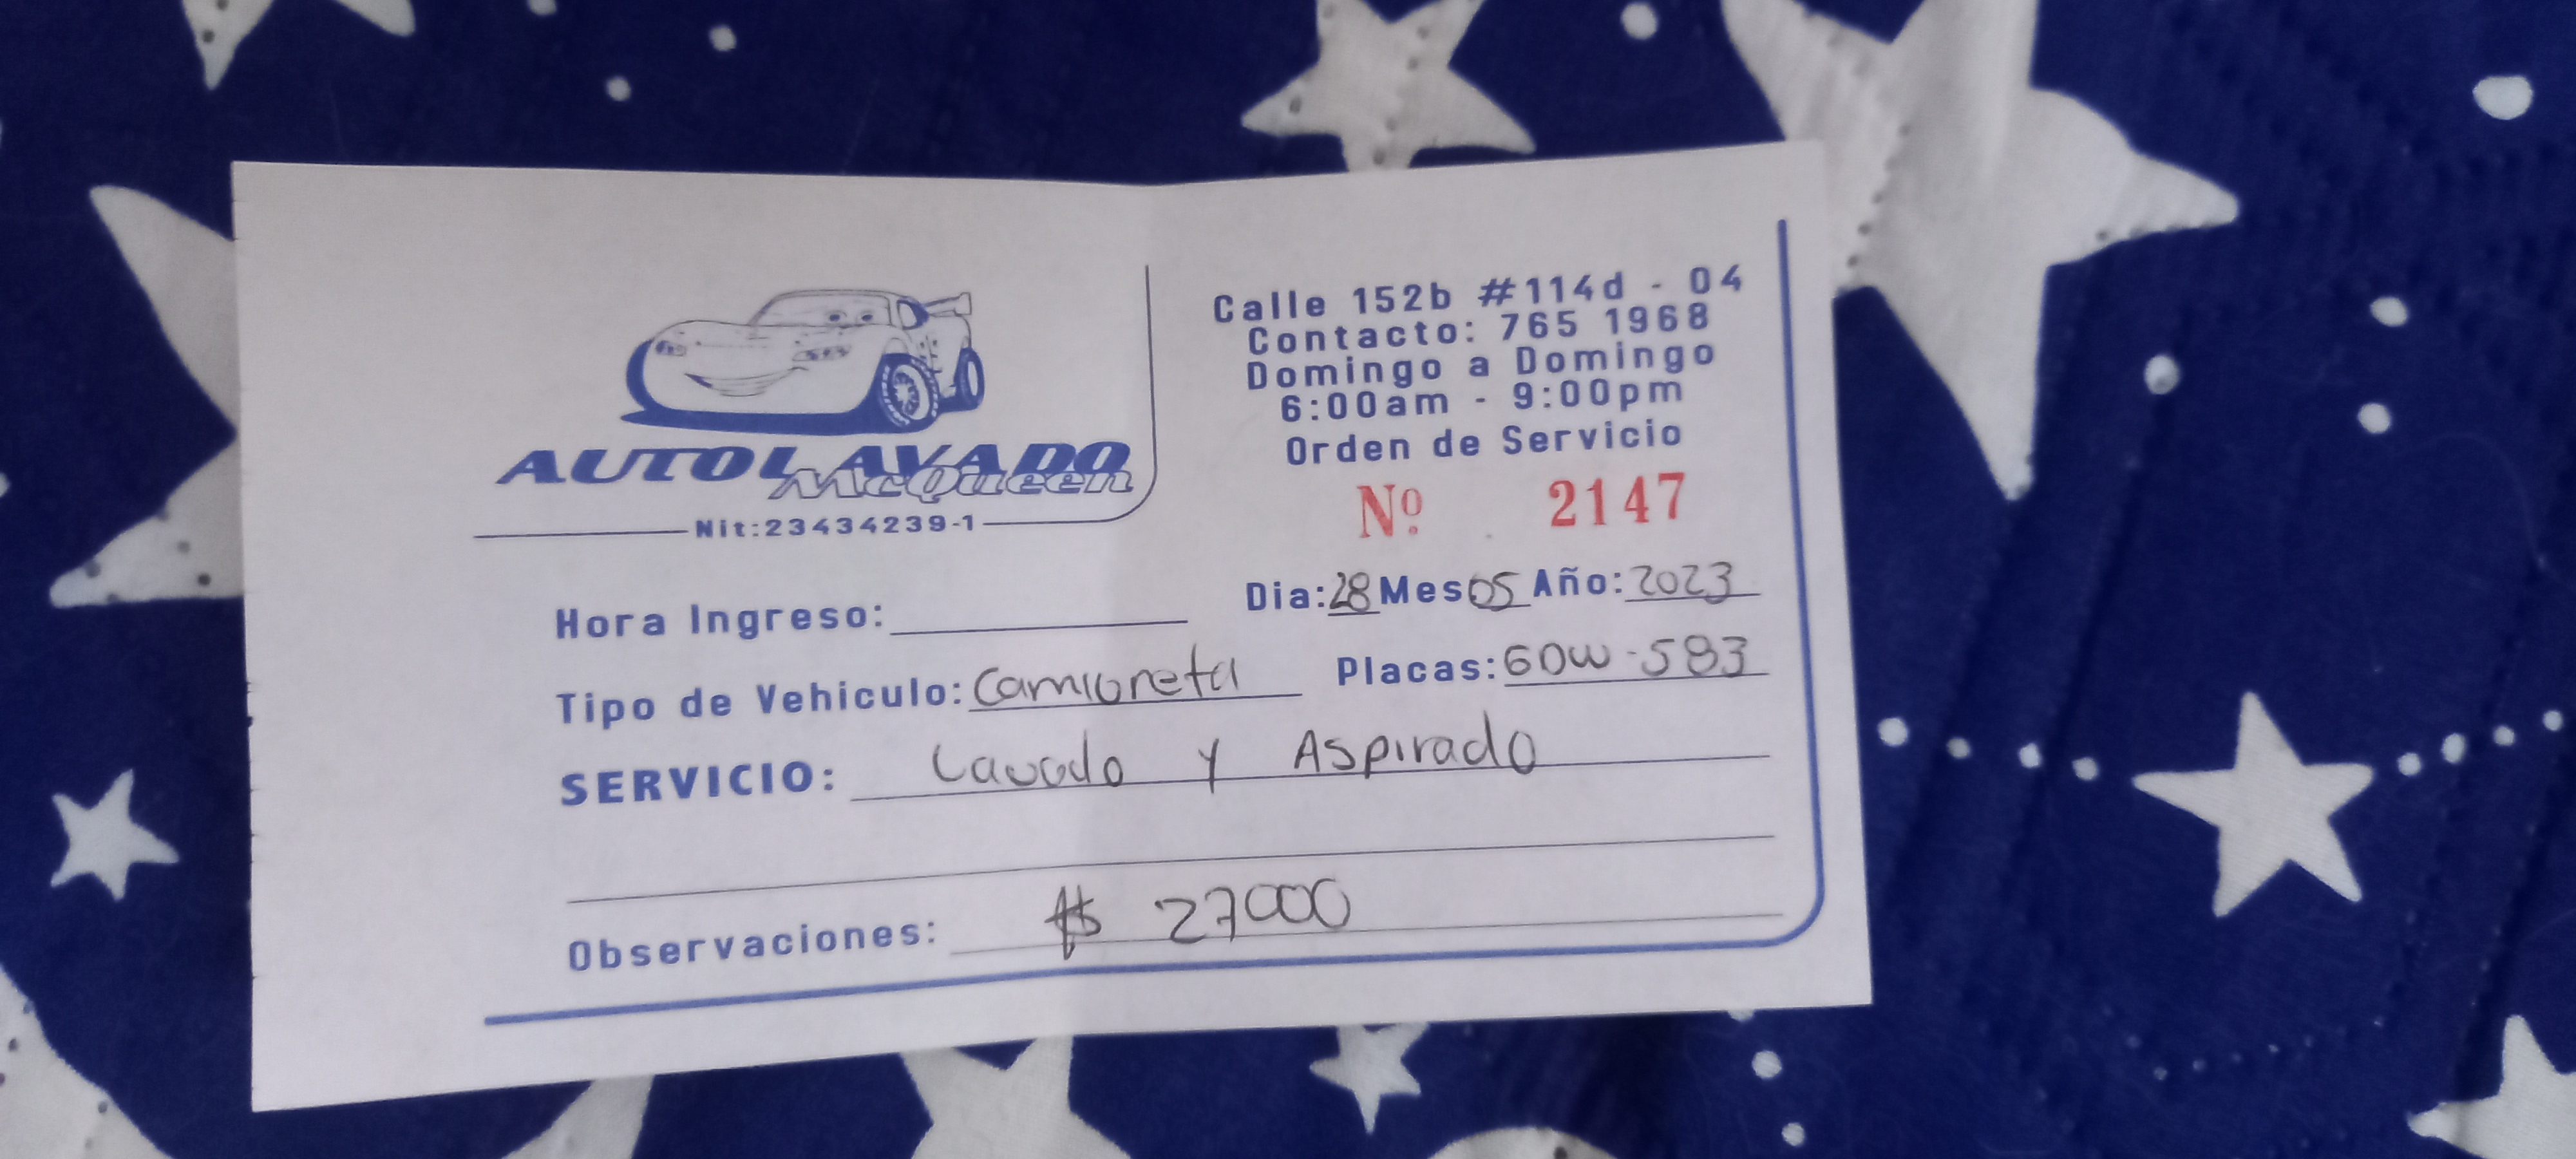 AUTOLAVADO
McQueen
Nit:23434239-1
Calle 152b #114d - 04
Contacto: 765 1968
Domingo a Domingo
6:00am - 9:00pm
Orden de Servicio
Nº 2147
Hora Ingreso: Dia: 28 Mes 05 Año: 2023
Tipo de Vehiculo: Camioneta Placas: GOW-583
SERVICIO: Lavado y Aspirado
Observaciones: $ 27000